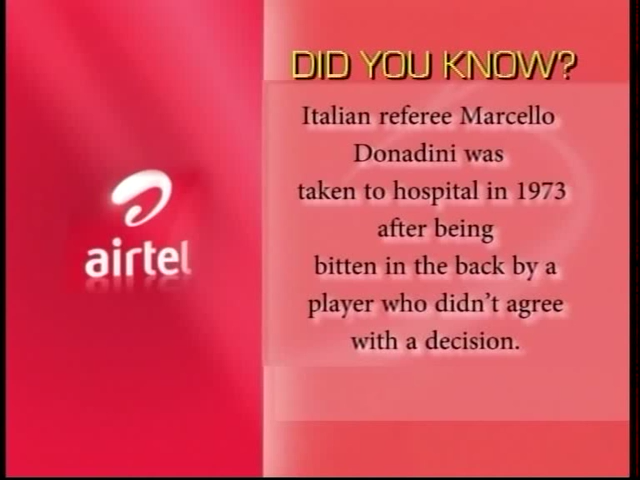 DID YOU KNOW?
Italian referee Marcello
Donadini was
taken to hospital in 1973
after being
bitten in the back by a
player who didn't agree
with a decision.
airtel